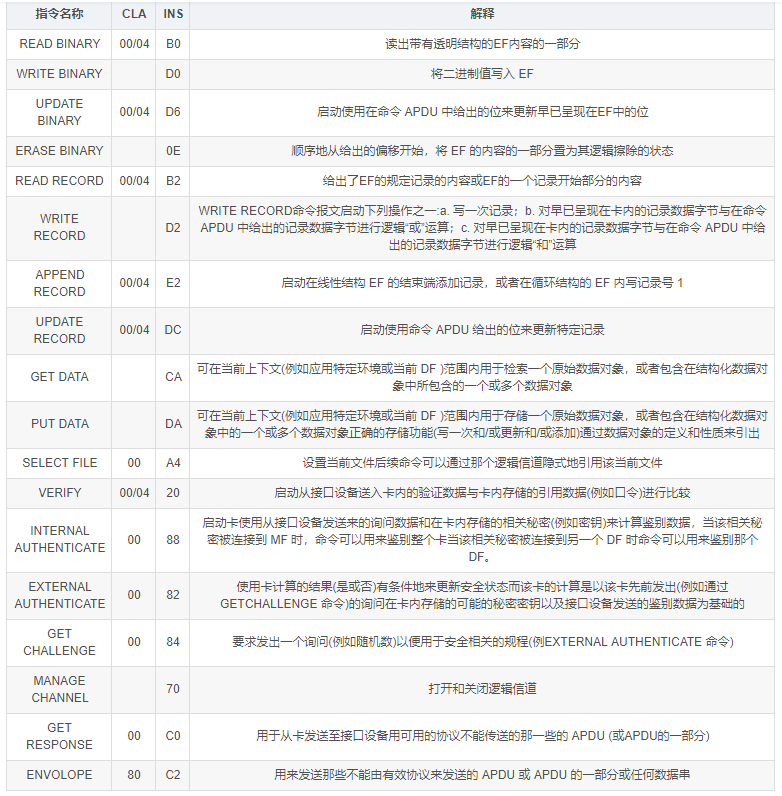 指令名称 CLA INS 解释
READ BINARY 00/04 B0 读出带有透明结构的EF内容的一部分
WRITE BINARY D0 将二进制值写入 EF
UPDATE
BINARY 00/04 D6 启动使用在命令 APDU 中给出的位来更新早已呈现在EF中的位
ERASE BINARY 0E 顺序地从给出的偏移开始，将 EF 的内容的一部分置为其逻辑擦除的状态
READ RECORD 00/04 B2 给出了EF的规定记录的内容或EF的一个记录开始部分的内容
WRITE
RECORD D2 WRITE RECORD命令报文启动下列操作之一:a. 写一次记录；b. 对早已呈现在卡内的记录数据字节与在命令
APDU 中给出的记录数据字节进行逻辑“或”运算；c. 对早已呈现在卡内的记录数据字节与在命令 APDU 中给
出的记录数据字节进行逻辑“和”运算
APPEND
RECORD 00/04 E2 启动在线性结构 EF 的结束端添加记录，或者在循环结构的 EF 内写记录号 1
UPDATE
RECORD 00/04 DC 启动使用命令 APDU 给出的位来更新特定记录
GET DATA CA 可在当前上下文(例如应用特定环境或当前 DF )范围内用于检索一个原始数据对象，或者包含在结构化数据对
象中所包含的一个或多个数据对象
PUT DATA DA 可在当前上下文(例如应用特定环境或当前 DF )范围内用于存储一个原始数据对象，或者包含在结构化数据对
象中的一个或多个数据对象正确的存储功能(写一次和/或更新和/或添加)通过数据对象的定义和性质来引出
SELECT FILE 00 A4 设置当前文件后续命令可以通过那个逻辑信道隐式地引用该当前文件
VERIFY 00/04 20 启动从接口设备送入卡内的验证数据与卡内存储的引用数据(例如口令)进行比较
INTERNAL
AUTHENTICATE 00 88 启动卡使用从接口设备发送来的询问数据和在卡内存储的相关秘密(例如密钥)来计算鉴别数据，当该相关秘
密被连接到 MF 时，命令可以用来鉴别整个卡当该相关秘密被连接到另一个 DF 时命令可以用来鉴别那个
DF。
EXTERNAL
AUTHENTICATE 00 82 使用卡计算的结果(是或否)有条件地来更新安全状态而该卡的计算是以该卡先前发出(例如通过
GETCHALLENGE 命令)的询问在卡内存储的可能的秘密密钥以及接口设备发送的鉴别数据为基础的
GET
CHALLENGE 00 84 要求发出一个询问(例如随机数)以便用于安全相关的规程(例EXTERNAL AUTHENTICATE 命令)
MANAGE
CHANNEL 70 打开和关闭逻辑信道
GET
RESPONSE 00 C0 用于从卡发送至接口设备用可用的协议不能传送的那一些的 APDU (或APDU的一部分)
ENVOLOPE 80 C2 用来发送那些不能由有效协议来发送的 APDU 或 APDU 的一部分或任何数据串